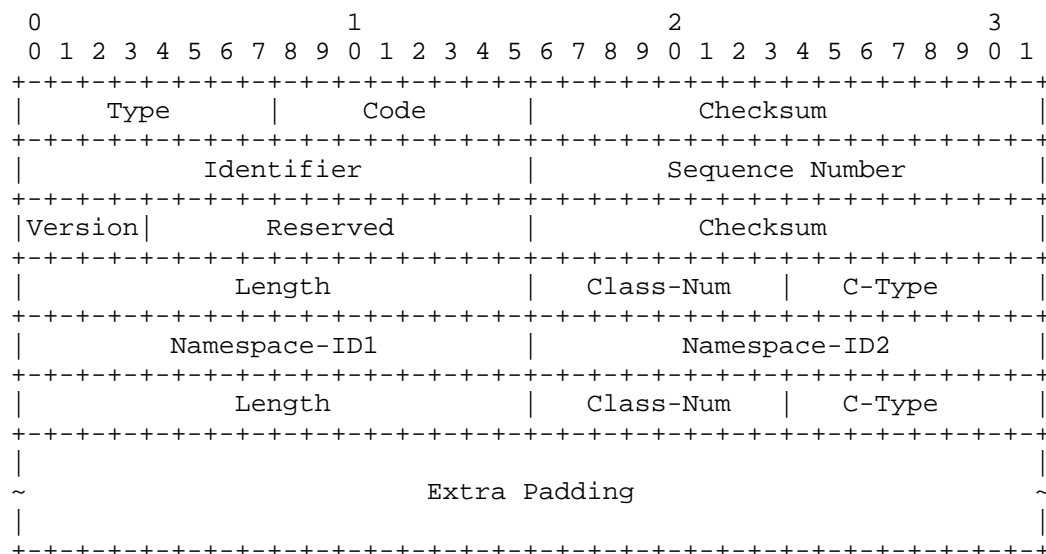 0                   1                   2                   3
 0 1 2 3 4 5 6 7 8 9 0 1 2 3 4 5 6 7 8 9 0 1 2 3 4 5 6 7 8 9 0 1
+-+-+-+-+-+-+-+-+-+-+-+-+-+-+-+-+-+-+-+-+-+-+-+-+-+-+-+-+-+-+-+-+
|     Type      |     Code      |          Checksum             |
+-+-+-+-+-+-+-+-+-+-+-+-+-+-+-+-+-+-+-+-+-+-+-+-+-+-+-+-+-+-+-+-+
|           Identifier          |        Sequence Number        |
+-+-+-+-+-+-+-+-+-+-+-+-+-+-+-+-+-+-+-+-+-+-+-+-+-+-+-+-+-+-+-+-+
|Version|       Reserved        |          Checksum             |
+-+-+-+-+-+-+-+-+-+-+-+-+-+-+-+-+-+-+-+-+-+-+-+-+-+-+-+-+-+-+-+-+
|             Length            |   Class-Num   |   C-Type      |
+-+-+-+-+-+-+-+-+-+-+-+-+-+-+-+-+-+-+-+-+-+-+-+-+-+-+-+-+-+-+-+-+
|         Namespace-ID1         |         Namespace-ID2         |
+-+-+-+-+-+-+-+-+-+-+-+-+-+-+-+-+-+-+-+-+-+-+-+-+-+-+-+-+-+-+-+-+
|             Length            |   Class-Num   |   C-Type      |
+-+-+-+-+-+-+-+-+-+-+-+-+-+-+-+-+-+-+-+-+-+-+-+-+-+-+-+-+-+-+-+-+
|                                                               |
~                         Extra Padding                         ~
|                                                               |
+-+-+-+-+-+-+-+-+-+-+-+-+-+-+-+-+-+-+-+-+-+-+-+-+-+-+-+-+-+-+-+-+